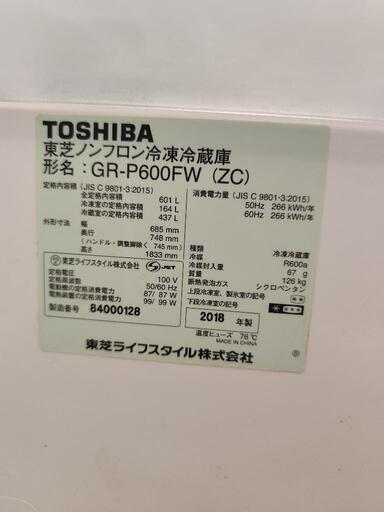 TOSHIBA
東芝ノンフロン冷凍冷蔵庫
形名：GR-P600FW (ZC)
定格内容積 (JIS C 9801-3:2015)
全定格内容積 601 L
冷凍室の定格内容積 164 L
冷蔵室の定格内容積 437 L
外形寸法 幅 685 mm
奥行 748 mm
(ハンドル・調整脚除く 745 mm)
高さ 1833 mm
東芝ライフスタイル株式会社 JET
定格電圧 100 V
定格周波数 50/60 Hz
電動機の定格消費電力 87/ 87 W
電熱装置の定格消費電力 99/ 99 W
製造番号 84000128
消費電力量 (JIS C 9801-3:2015)
50Hz 266 kWh/年
60Hz 266 kWh/年
種類 冷凍冷蔵庫
冷媒 R600a
冷媒封入量 67 g
126 kg
断熱発泡ガス シクロペンタン
上段冷凍室、製氷室の記号 **
下段冷凍室の記号 ****
2018 年製
温度ヒューズ 76℃
MADE IN CHINA
東芝ライフスタイル株式会社